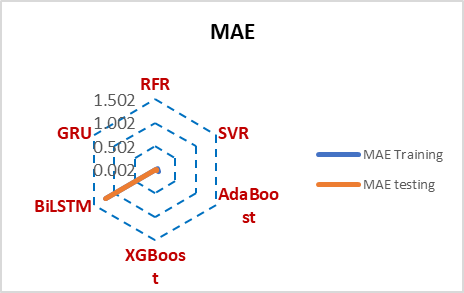 MAE
RFR
1.502
1.002
0.502
0.002
GRU
SVR
BiLSTM
AdaBoo
st
XGBoos
t
MAE Training
MAE testing